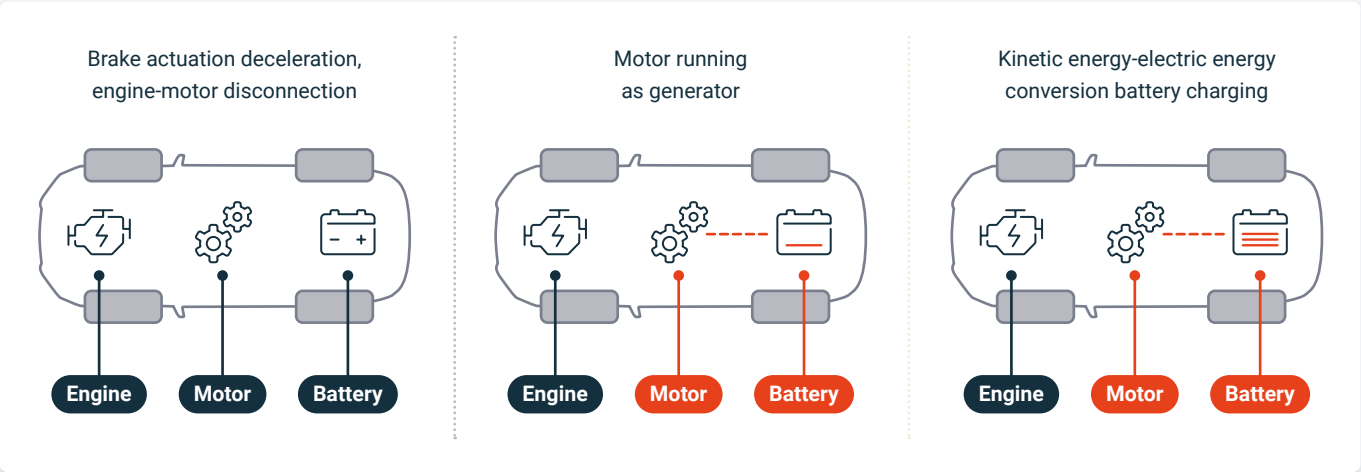 Brake actuation deceleration,
engine-motor disconnection
Engine
Motor
Battery
Motor running
as generator
Engine
Motor
Battery
Kinetic energy-electric energy
conversion battery charging
Engine
Motor
Battery